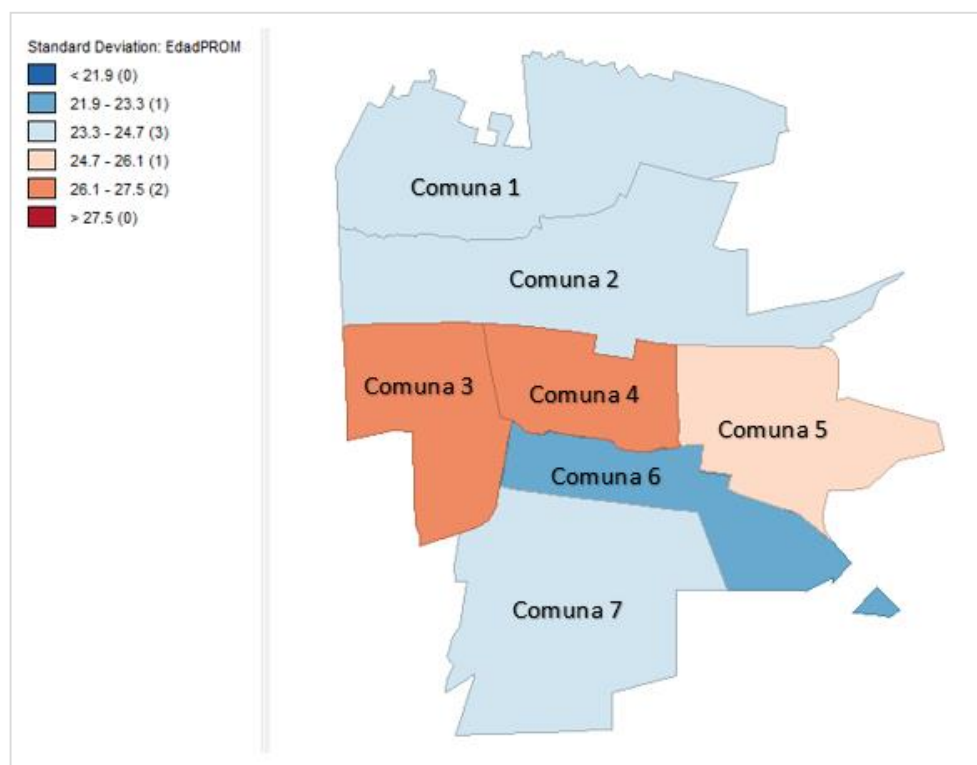 Standard Deviation: EdadPROM
< 21.9 (0)
21.9 - 23.3 (1)
23.3 - 24.7 (3)
24.7 - 26.1 (1)
26.1 - 27.5 (2)
> 27.5 (0)
Comuna 1
Comuna 2
Comuna 3
Comuna 4
Comuna 5
Comuna 6
Comuna 7